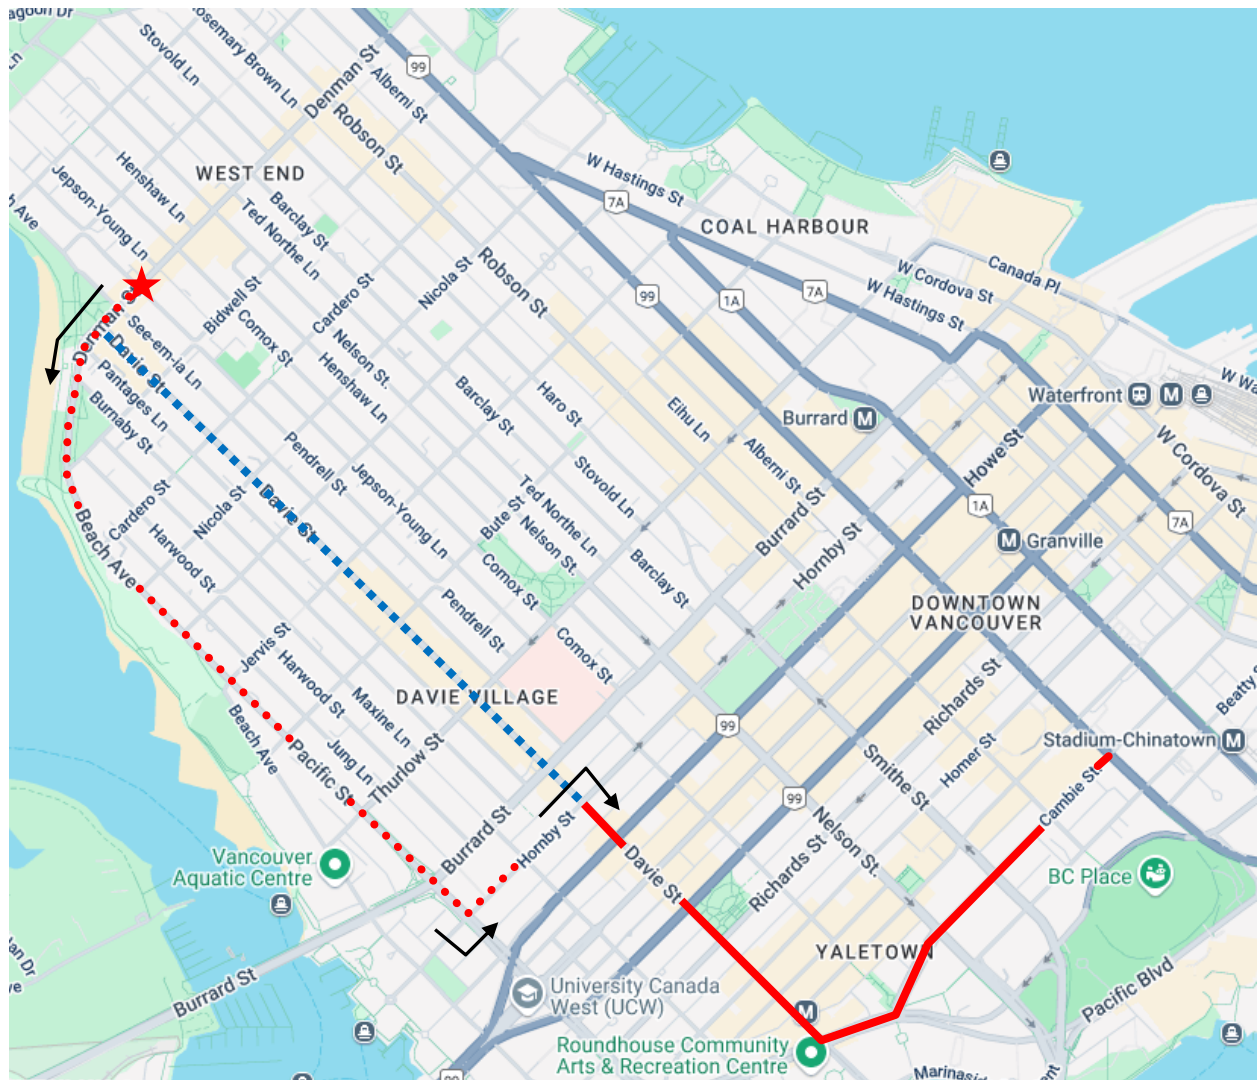 agoon Dr
Stovold Ln
Rosemary Brown Ln
Denman St
Alberni St
99
Robson St
W Hastings St
WEST END
Henshaw Ln
Jepson-Young Ln
Barclay St
Ted Northe Ln
7A
COAL HARBOUR
h Ave
Robson St
Nicola St
Canada Pl
W Cordova St
W Hastings St
99
1A
7A
Cardero St
Bidwell St
Comox St
See-em-ia Ln
Denman St
Davie St
Nelson St.
Henshaw Ln
Pantages Ln
Burnaby St
Barclay St
Haro St
Eihu Ln
Burrard
Waterfront
W Wa
Alberni St
Howe St
W Cordova St
Pendrell St
Jepson-Young Ln
Stovold Ln
Ted Northe Ln
Nelson St.
Bute St
Burrard St
Hornby St
1A
7A
Granville
Cardero St
Nicola St
Davie St
Beach Ave
Harwood St
Comox St
Barclay St
Pendrell St
Comox St
DOWNTOWN
VANCOUVER
Jervis St
Harwood St
Maxine Ln
DAVIE VILLAGE
Richards St
Beatty S
Beach Ave
Pacific St
Jung Ln
Thurlow St
99
Stadium-Chinatown
Homer St
Smithe St
Cambie St
99
Nelson St.
Burrard St
Hornby St
Davie St
Richards St
Vancouver
Aquatic Centre
BC Place
YALETOWN
Burrard St
University Canada
West (UCW)
Pacific Blvd
lan Dr
Roundhouse Community
Arts & Recreation Centre
Marinasid
99